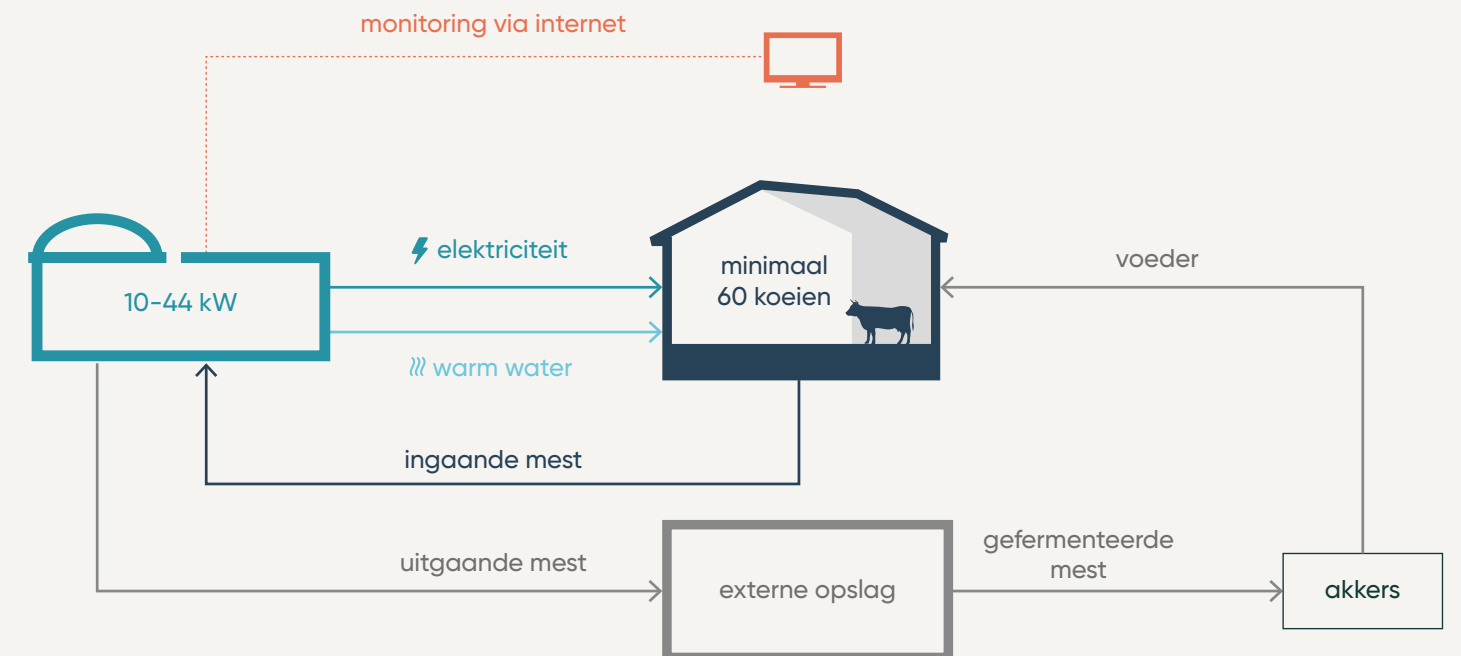 monitoring via internet
elektriciteit
10-44 kW
minimaal
60 koeien
voeder
warm water
ingaande mest
uitgaande mest
externe opslag
gefermenteerde
mest
akkers